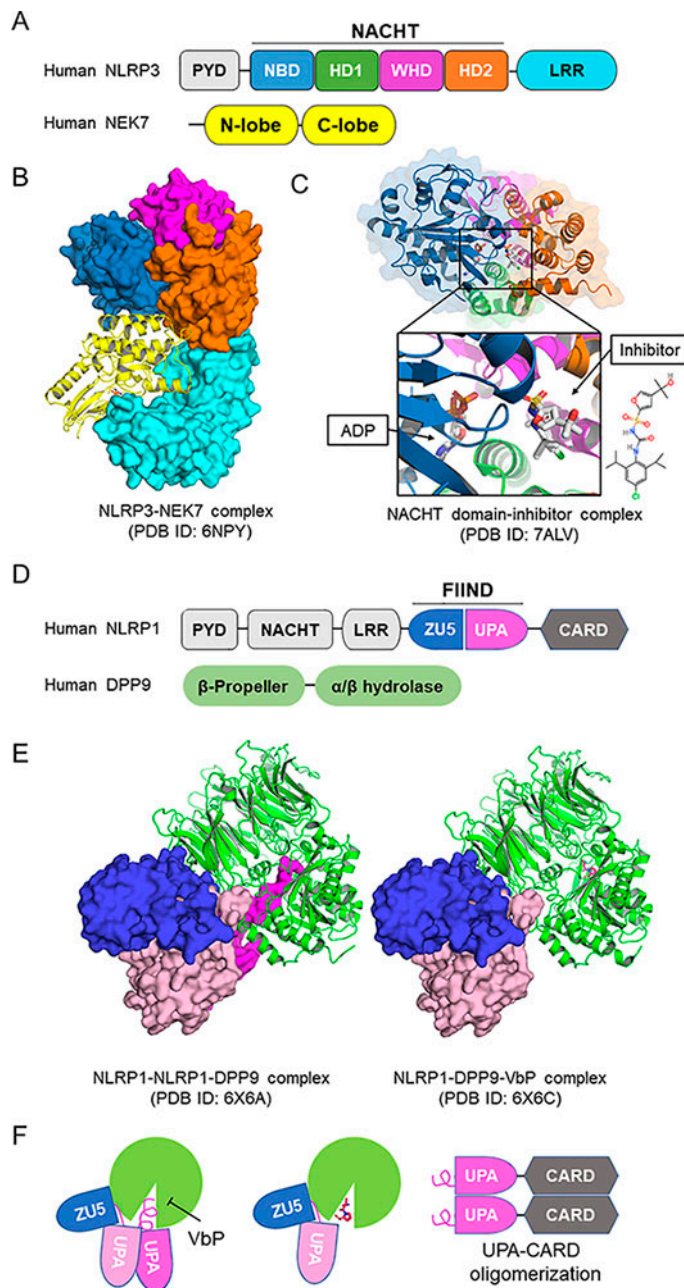 A
NACHT
Human NLRP3 PYD NBD HD1 WHD HD2 LRR
Human NEK7 N-lobe C-lobe
B
C
Inhibitor
ADP
H
O
O
O
S
O
N
H
O
N
H
Cl
NLRP3-NEK7 complex
(PDB ID: 6NPY)
NACHT domain-inhibitor complex
(PDB ID: 7ALV)
D
FIIND
Human NLRP1 PYD NACHT LRR ZU5 UPA CARD
Human DPP9 β-Propeller α/β hydrolase
E
NLRP1-NLRP1-DPP9 complex
(PDB ID: 6X6A)
NLRP1-DPP9-VbP complex
(PDB ID: 6X6C)
F
ZU5
UPA
UPA
VbP
ZU5
UPA
UPA CARD
UPA CARD
UPA-CARD
oligomerization